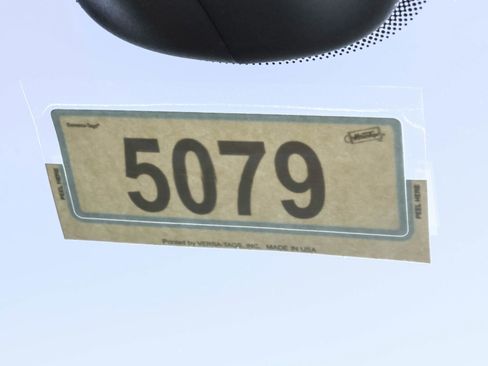 5079
PEEL HERE
PEEL HERE
Printed by VERSA-TAGS, INC. MADE IN USA